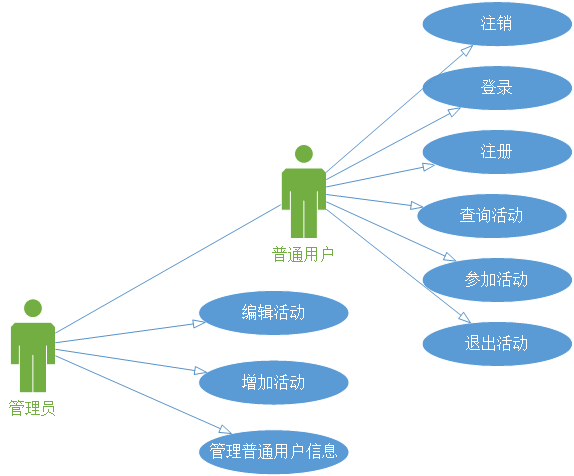 注销
登录
注册
查询活动
参加活动
退出活动
普通用户
编辑活动
增加活动
管理普通用户信息
管理员